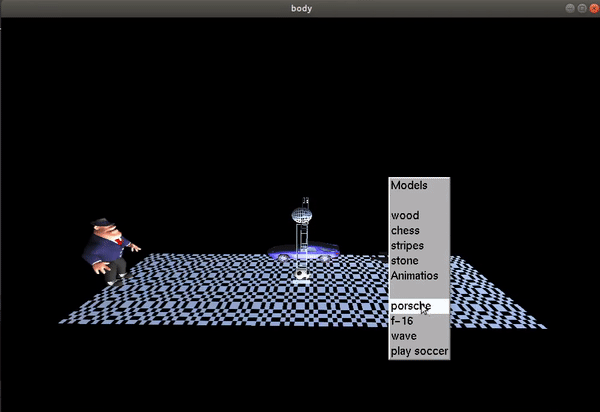 body
Models
wood
chess
stripes
stone
Animatios
porsche
f-16
wave
play soccer